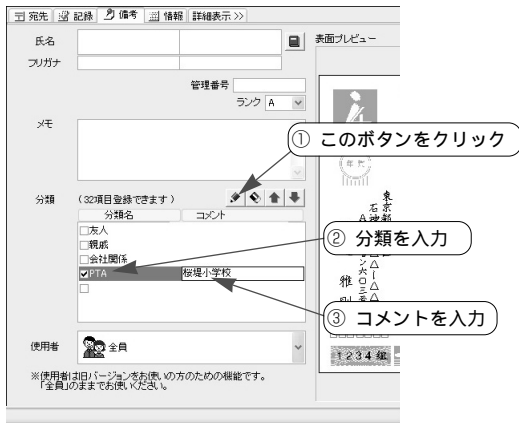 宛先 記録 備考 情報 詳細表示 >>
氏名
フリガナ
表面プレビュー
管理番号
ランク A
メモ
① このボタンをクリック
分類 (32項目登録できます)
分類名 コメント
友人
親戚
会社関係
PTA 桜堤小学校
② 分類を入力
③ コメントを入力
使用者 全員
1234組
※使用者は旧バージョンをお使いの方のための機能です。
「全員」のままでお使いください。